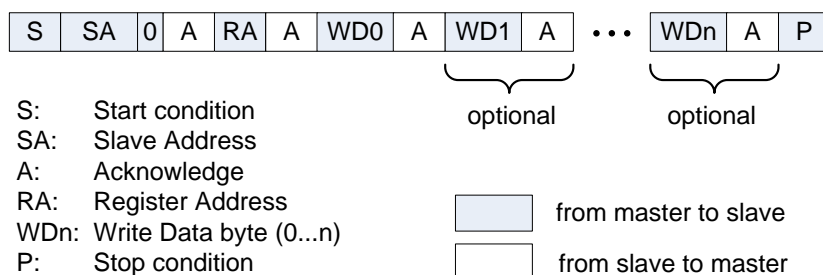 S SA 0 A RA A WD0 A WD1 A ••• WDn A P
optional optional
S: Start condition
SA: Slave Address
A: Acknowledge
RA: Register Address
WDn: Write Data byte (0...n)
P: Stop condition
from master to slave
from slave to master